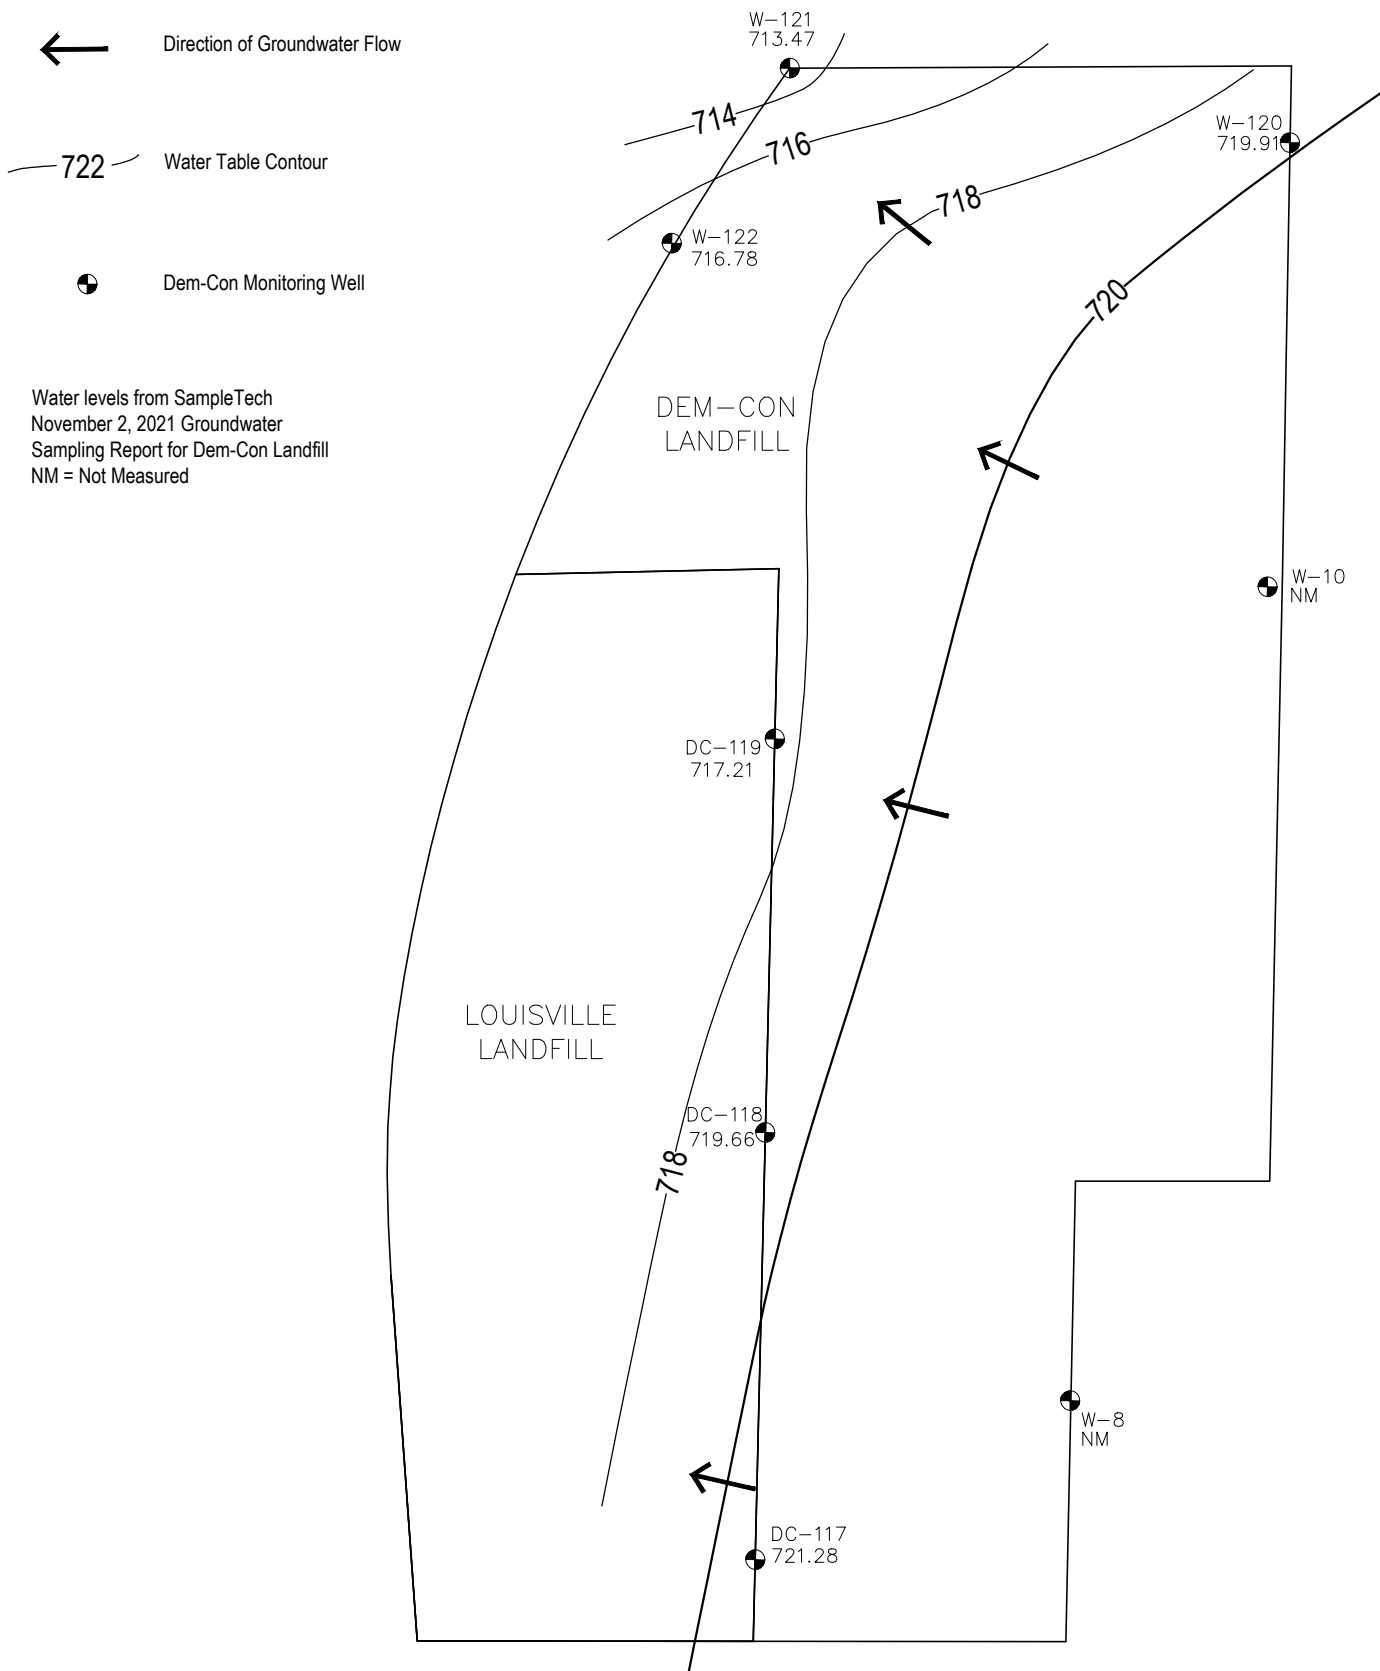 Direction of Groundwater Flow
722
Water Table Contour
Dem-Con Monitoring Well
Water levels from SampleTech
November 2, 2021 Groundwater
Sampling Report for Dem-Con Landfill
NM = Not Measured
W-121
713.47
714
716
W-120
719.91
718
W-122
716.78
720
DEM-CON
LANDFILL
W-10
NM
DC-119
717.21
LOUISVILLE
LANDFILL
DC-118
719.66
718
W-8
NM
DC-117
721.28